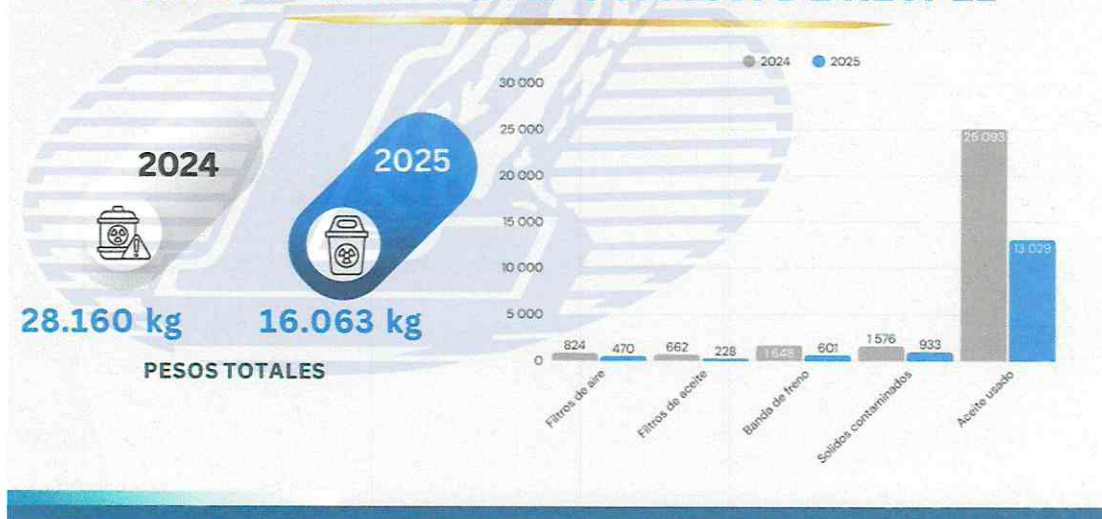 2024 2025
2024
2025
28.160 kg
16.063 kg
PESOS TOTALES
30 000
25 000
20 000
15 000
10 000
5 000
0
824 470 662 228 1 648 601 1 576 933 25 093 13 029
Filtros de aire
Filtros de aceite
Banda de freno
Solidos contaminados
Aceite usado